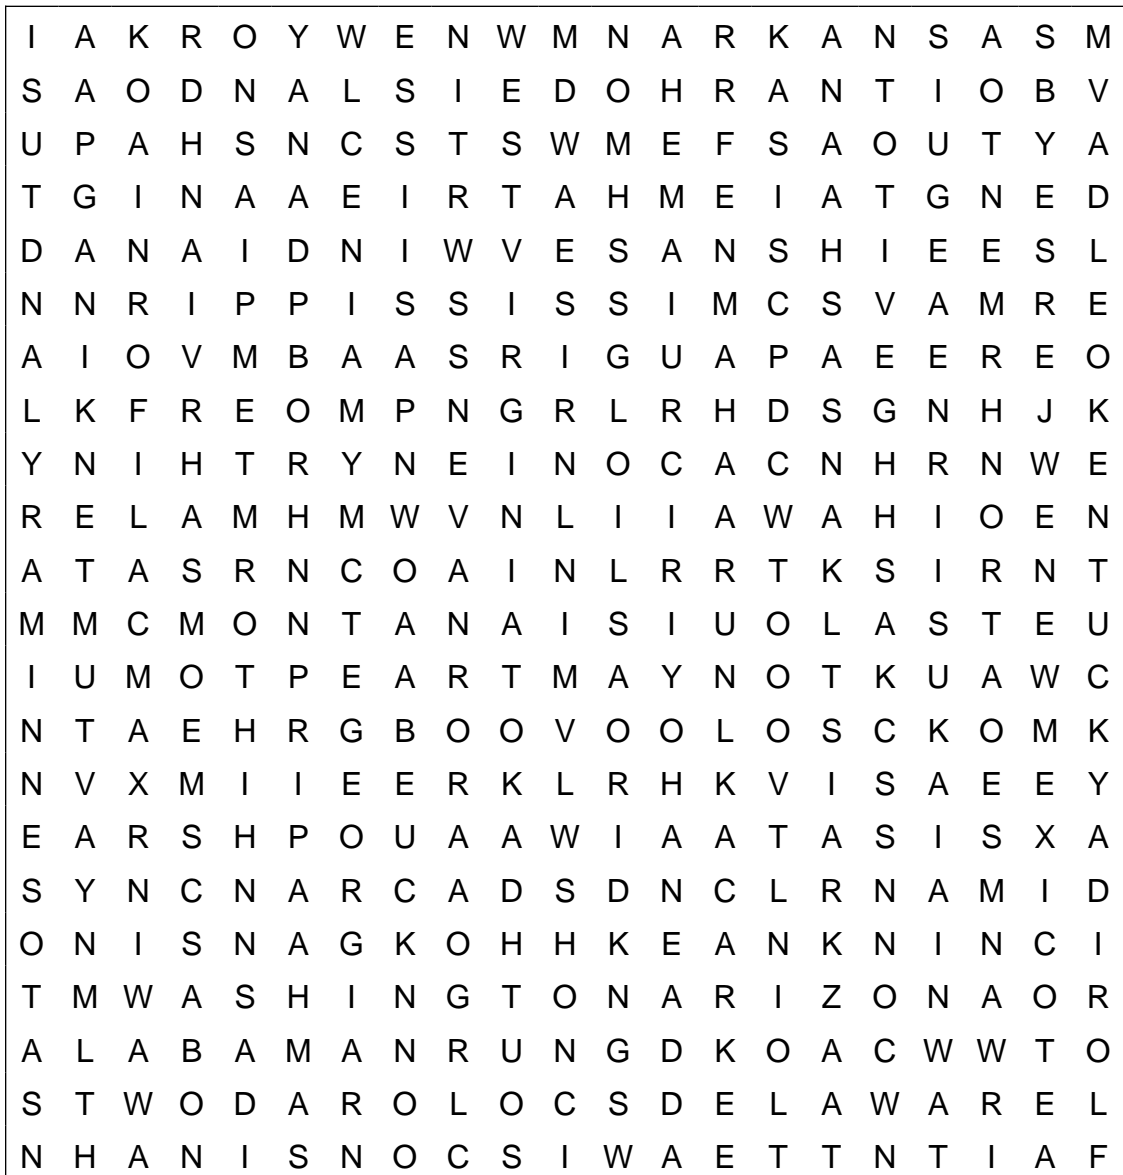 I A K R O Y W E N W M N A R K A N S A S M
S A O D N A L S I E D O H R A N T I O B V
U P A H S N C S T S W M E F S A O U T Y A
T G I N A A E I R T A H M E I A T G N E D
D A N A I D N I W V E S A N S H I E E S L
N N R I P P I S S I S S I M C S V A M R E
A I O V M B A A S R I G U A P A E E R E O
L K F R E O M P N G R L R H D S G N H J K
Y N I H T R Y N E I N O C A C N H R N W E
R E L A M H M W V N L I I A W A H I O E N
A T A S R N C O A I N L R R T K S I R N T
M M C M O N T A N A I S I U O L A S T E U
I U M O T P E A R T M A Y N O T K U A W C
N T A E H R G B O O V O O L O S C K O M K
N V X M I I E E R K L R H K V I S A E E Y
E A R S H P O U A A W I A A T A S I S X A
S Y N C N A R C A D S D N C L R N A M I D
O N I S N A G K O H H K E A N K N I N C I
T M W A S H I N G T O N A R I Z O N A O R
A L A B A M A N R U N G D K O A C W W T O
S T W O D A R O L O C S D E L A W A R E L
N H A N I S N O C S I W A E T T N T I A F